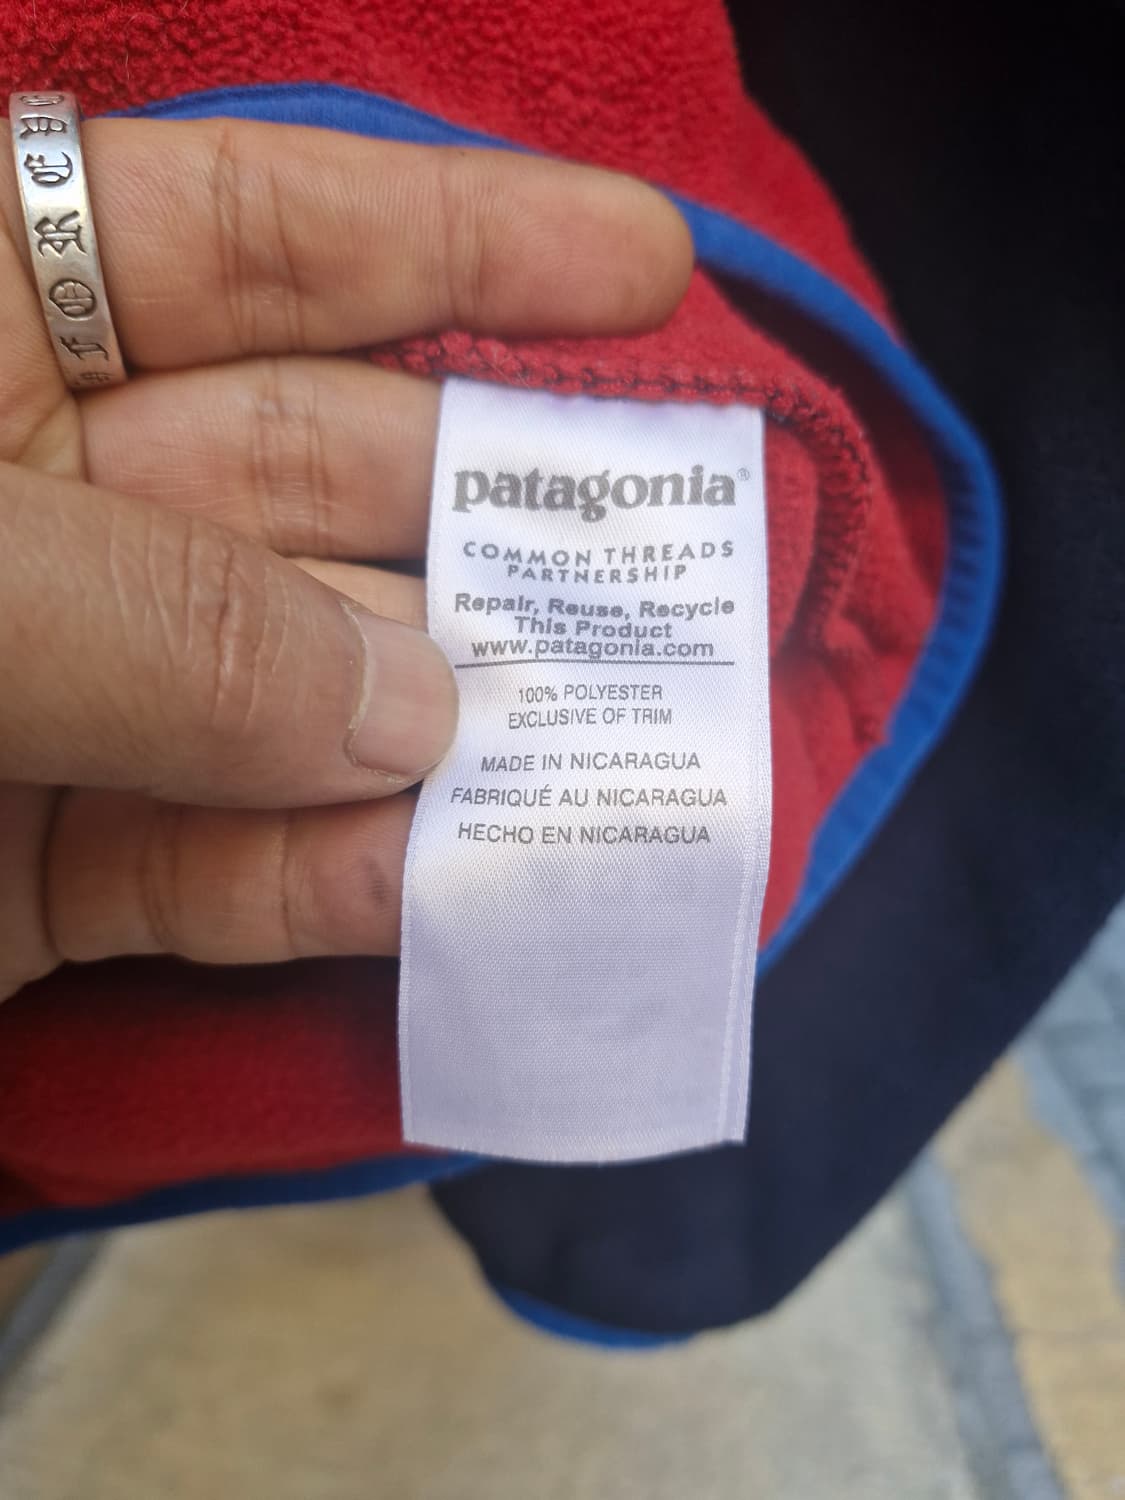 FOREVE
patagonia®
COMMON THREADS
PARTNERSHIP
Repair, Reuse, Recycle
This Product
www.patagonia.com
100% POLYESTER
EXCLUSIVE OF TRIM
MADE IN NICARAGUA
FABRIQUÉ AU NICARAGUA
HECHO EN NICARAGUA